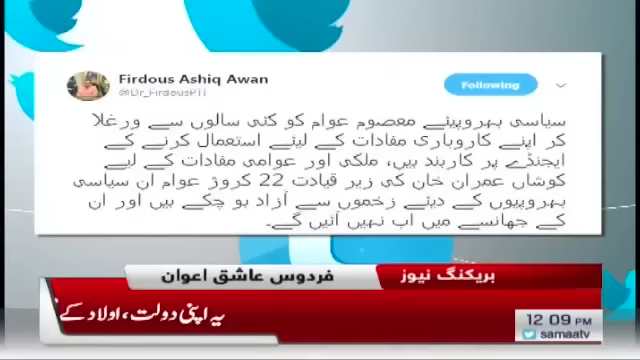 Firdous Ashiq Awan
@Dr_FirdousPTI
Following
سیاسی بہروپیئے معصوم عوام کو کئی سالوں سے ورغلا
کر اپنے کاروباری مفادات کے لیئے استعمال کرنے کے
ایجنڈے پر کاربند ہیں، ملکی اور عوامی مفادات کے لیے
کوشاں عمران خان کی زیر قیادت 22 کروڑ عوام ان سیاسی
بہروپیوں کے دیئے زخموں سے آزاد ہو چکے ہیں اور ان
کے جھانسے میں اب نہیں آئیں گے۔
بریکنگ نیوز
فردوس عاشق اعوان
یہ اپنی دولت، اولاد کے
12 09 PM
samaatv